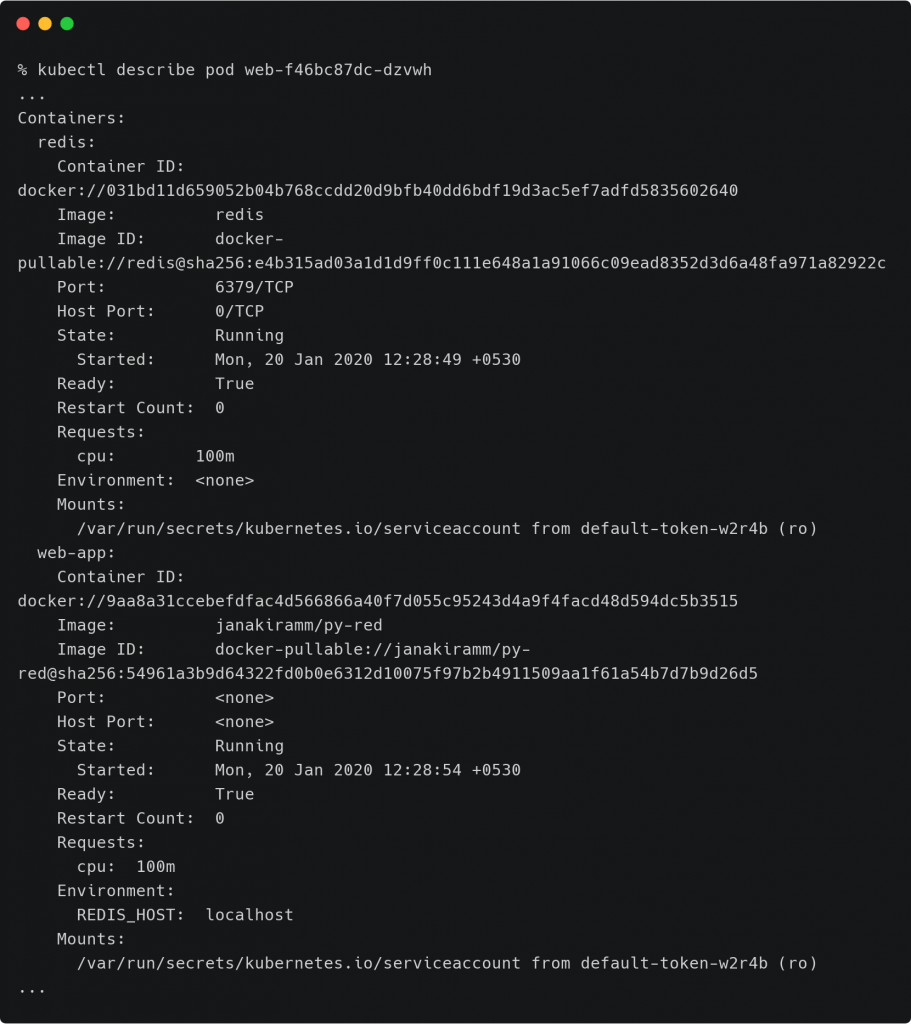 % kubectl describe pod web-f46bc87dc-dzvwh
...
Containers:
  redis:
    Container ID:
docker://031bd11d659052b04b768ccdd20d9bfb40dd6bdf19d3ac5ef7adfd5835602640
    Image:          redis
    Image ID:       docker-
pullable://redis@sha256:e4b315ad03a1d1d9ff0c111e648a1a91066c09ead8352d3d6a48fa971a82922c
    Port:           6379/TCP
    Host Port:      0/TCP
    State:          Running
      Started:      Mon, 20 Jan 2020 12:28:49 +0530
    Ready:          True
    Restart Count:  0
    Requests:
      cpu:        100m
    Environment:  <none>
    Mounts:
      /var/run/secrets/kubernetes.io/serviceaccount from default-token-w2r4b (ro)
  web-app:
    Container ID:
docker://9aa8a31ccebefdfac4d566866a40f7d055c95243d4a9f4facd48d594dc5b3515
    Image:          janakiramm/py-red
    Image ID:       docker-pullable://janakiramm/py-
red@sha256:54961a3b9d64322fd0b0e6312d10075f97b2b4911509aa1f61a54b7d7b9d26d5
    Port:           <none>
    Host Port:      <none>
    State:          Running
      Started:      Mon, 20 Jan 2020 12:28:54 +0530
    Ready:          True
    Restart Count:  0
    Requests:
      cpu:  100m
    Environment:
      REDIS_HOST:  localhost
    Mounts:
      /var/run/secrets/kubernetes.io/serviceaccount from default-token-w2r4b (ro)
...